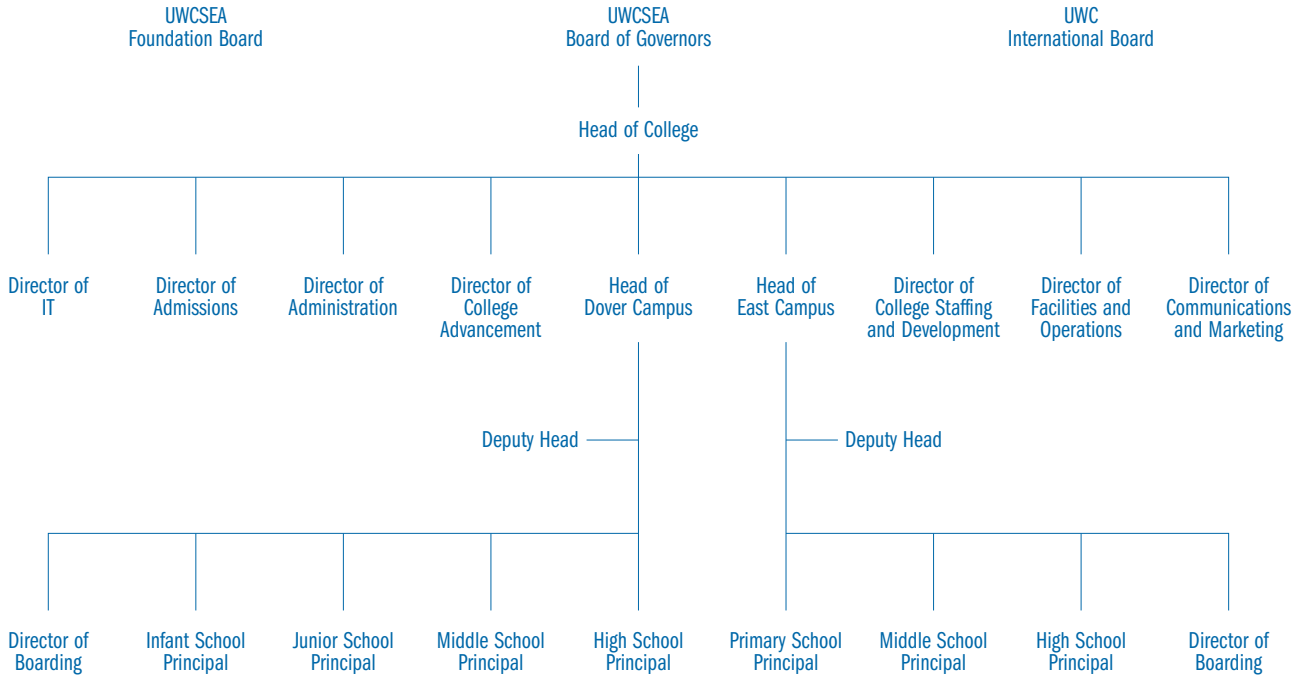 UWCSEA
Foundation Board
UWCSEA
Board of Governors
UWC
International Board
Head of College
Director of
IT
Director of
Admissions
Director of
Administration
Director of
College
Advancement
Head of
Dover Campus
Head of
East Campus
Director of
College Staffing
and Development
Director of
Facilities and
Operations
Director of
Communications
and Marketing
Deputy Head
Deputy Head
Director of
Boarding
Infant School
Principal
Junior School
Principal
Middle School
Principal
High School
Principal
Primary School
Principal
Middle School
Principal
High School
Principal
Director of
Boarding